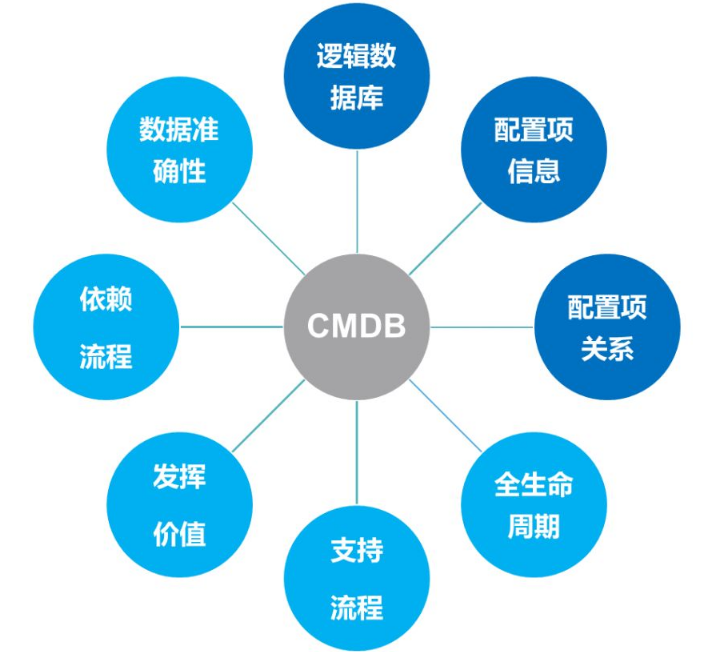 逻辑数
据库
数据准
确性
配置项
信息
依赖
流程
CMDB
配置项
关系
发挥
价值
全生命
周期
支持
流程